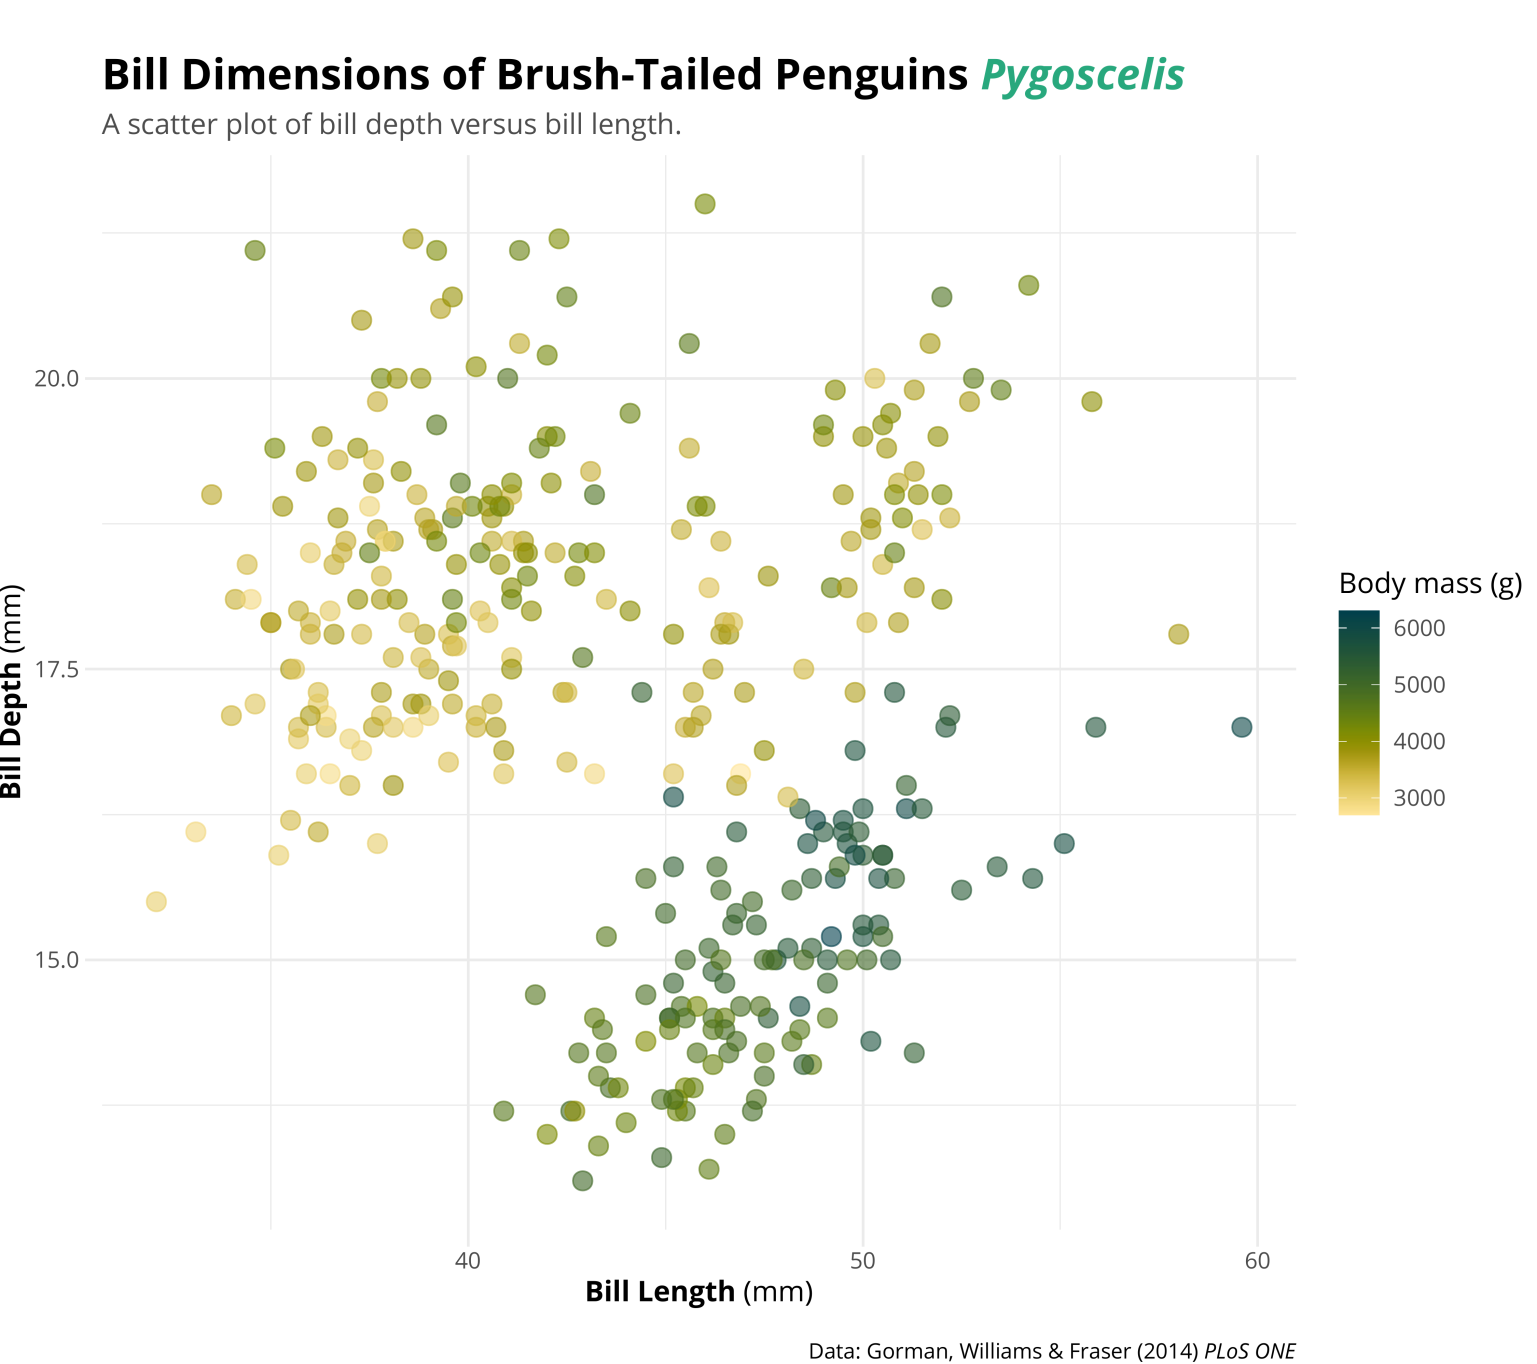 Bill Dimensions of Brush-Tailed Penguins Pygoscelis
A scatter plot of bill depth versus bill length.
Bill Depth (mm)
20.0
17.5
15.0
40
50
60
Bill Length (mm)
Body mass (g)
6000
5000
4000
3000
Data: Gorman, Williams & Fraser (2014) PLoS ONE